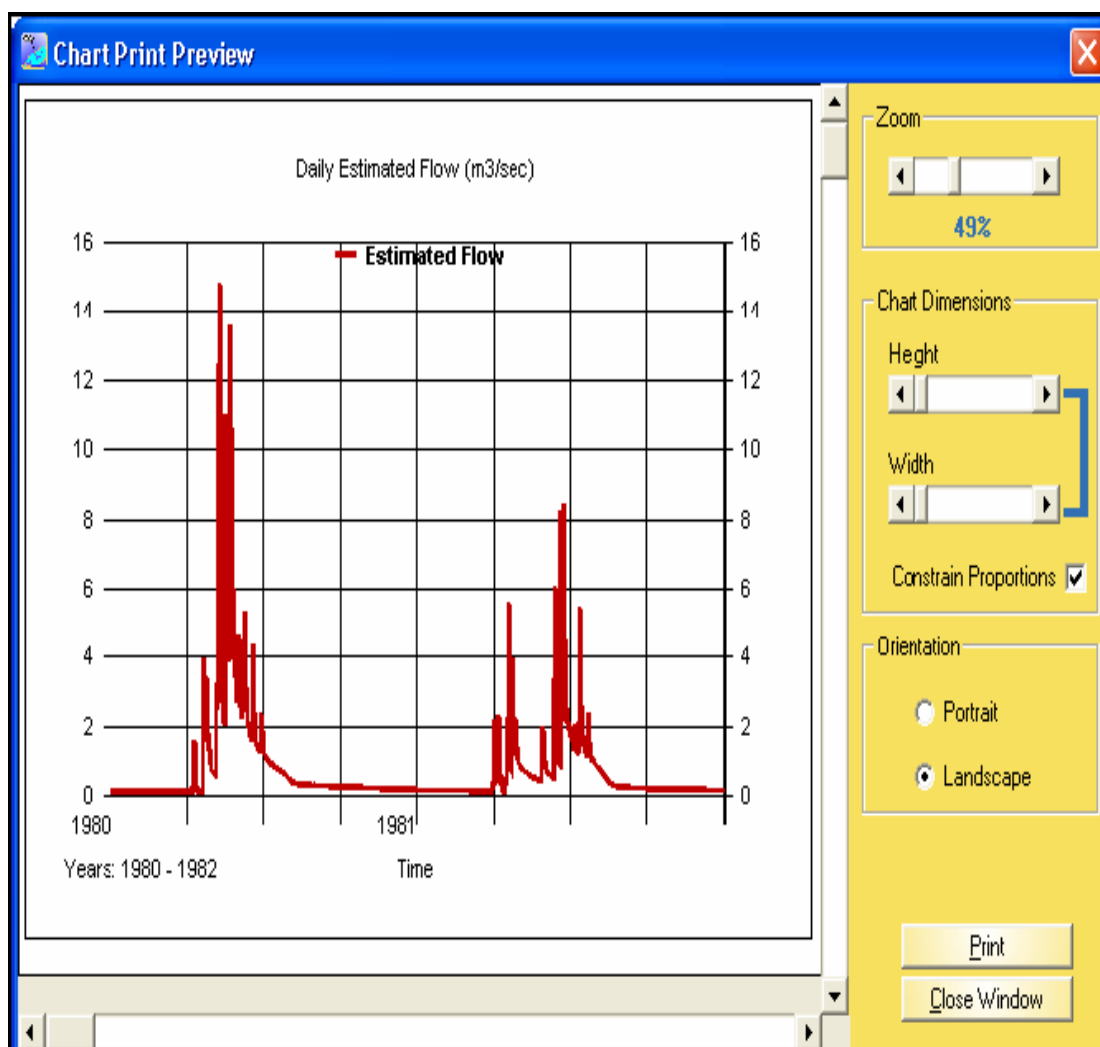 Chart Print Preview
Daily Estimated Flow (m3/sec)
Estimated Flow
16
14
12
10
8
6
4
2
0
16
14
12
10
8
6
4
2
0
1980
1981
Years: 1980 - 1982
Time
Zoom
49%
Chart Dimensions
Heght
Width
Constrain Proportions
Orientation
Portrait
Landscape
Print
Close Window